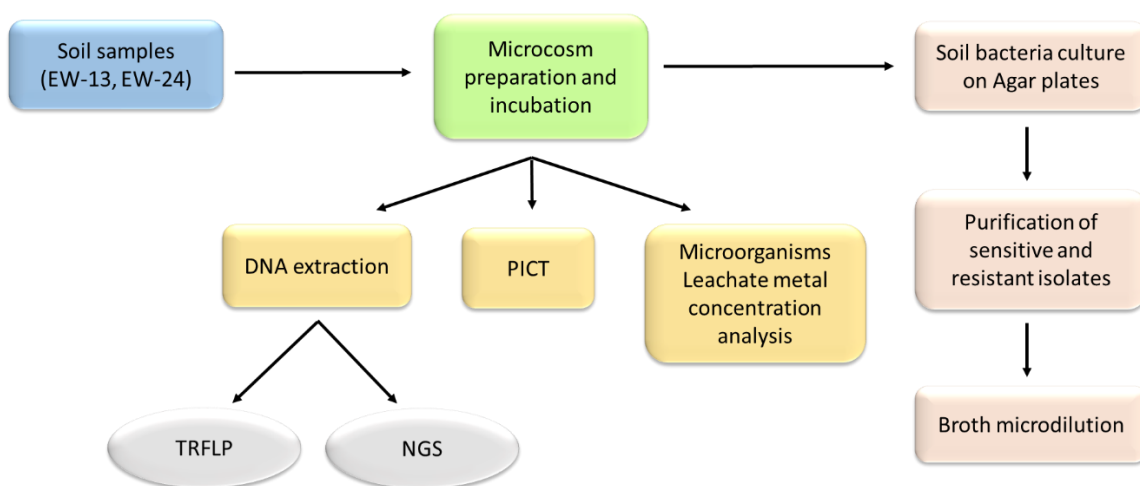 Soil samples
(EW-13, EW-24)
Microcosm
preparation and
incubation
Soil bacteria culture
on Agar plates
DNA extraction
PICT
Microorganisms
Leachate metal
concentration
analysis
Purification of
sensitive and
resistant isolates
TRFLP
NGS
Broth microdilution